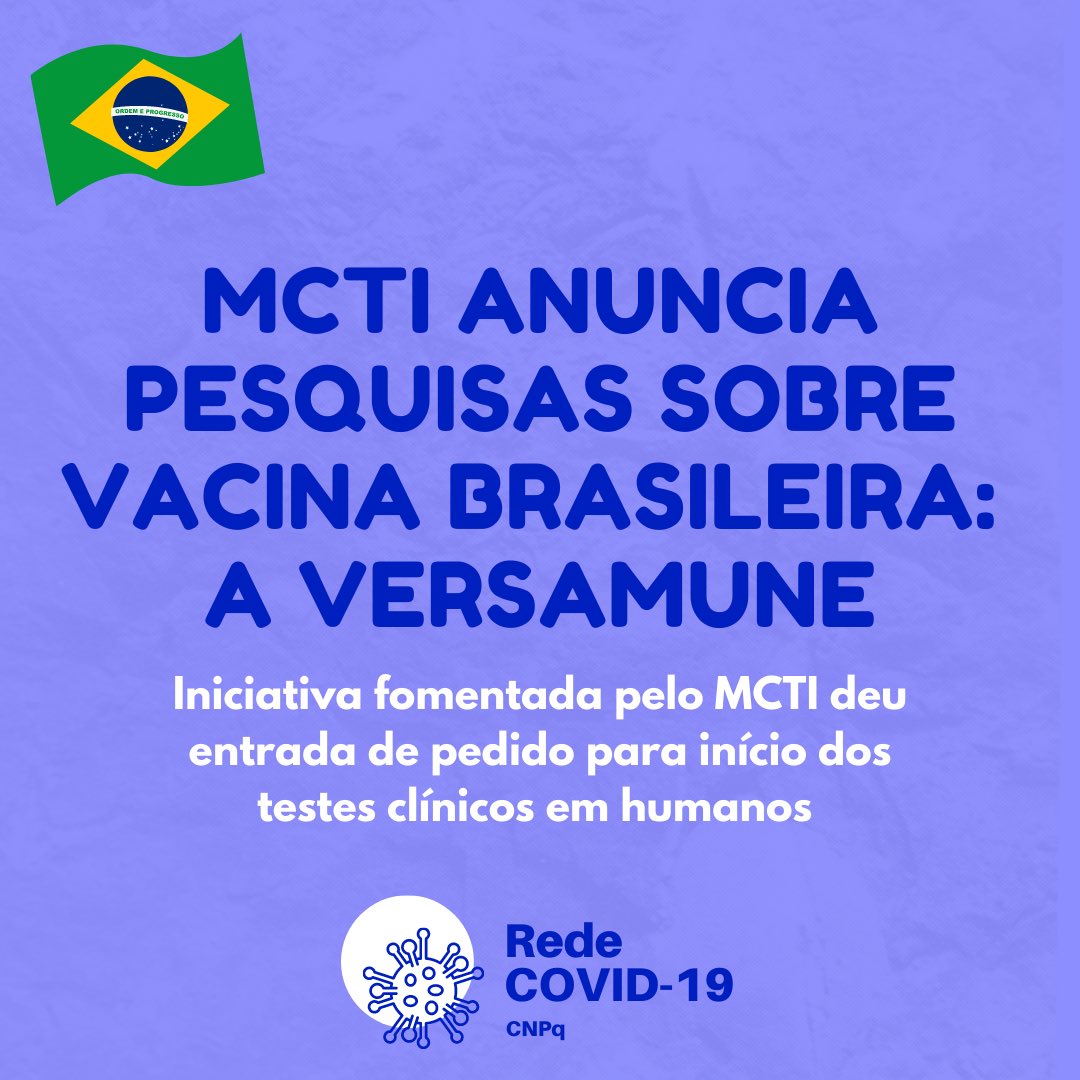 ORDEM E PROGRESSO
MCTI ANUNCIA
PESQUISAS SOBRE
VACINA BRASILEIRA:
A VERSAMUNE
Iniciativa fomentada pelo MCTI deu
entrada de pedido para início dos
testes clínicos em humanos
Rede
COVID-19
CNPq